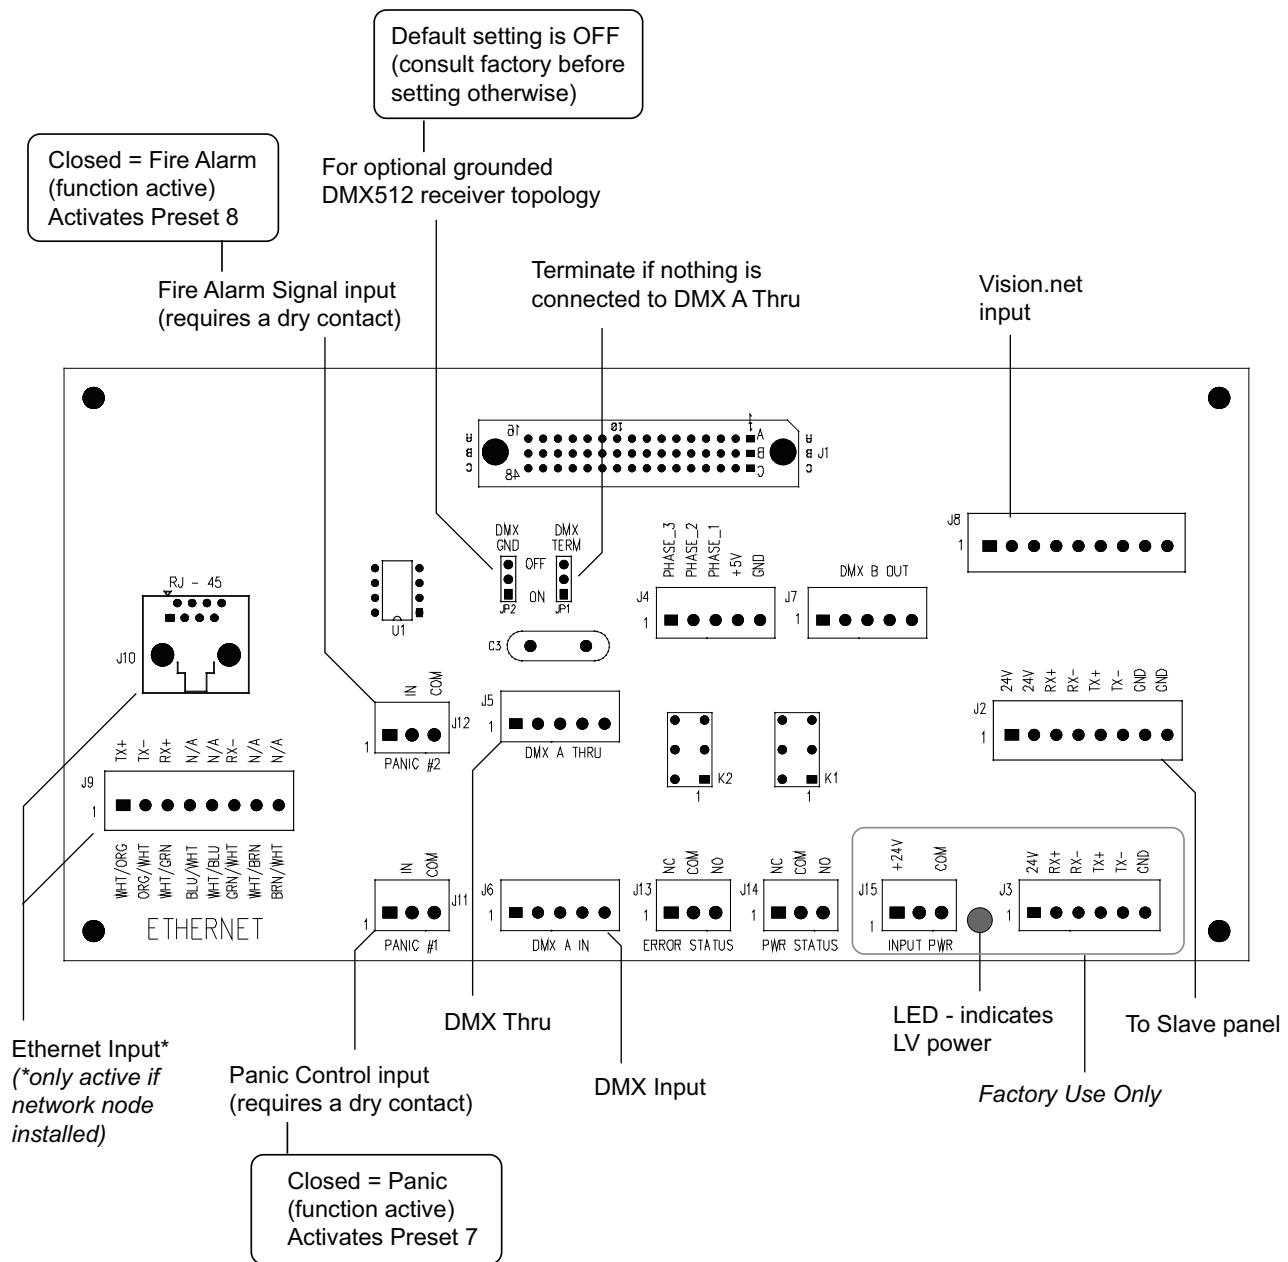 Default setting is OFF
(consult factory before
setting otherwise)
Closed = Fire Alarm
(function active)
Activates Preset 8
For optional grounded
DMX512 receiver topology
Fire Alarm Signal input
(requires a dry contact)
Terminate if nothing is
connected to DMX A Thru
Vision.net
input
16 10 1 A
A B C
48 C
B
A B C
J1
DMX
GND
DMX
TERM
OFF
ON
JP2
JP1
PHASE_3
PHASE_2
PHASE_1
+5V
GND
J4
1
DMX B OUT
J7
1
J8
1
RJ - 45
J10
U1
C3
IN
COM
J12
1
PANIC #2
J5
1
DMX A THRU
K2
1
K1
1
24V
24V
RX+
RX-
TX+
TX-
GND
GND
J2
1
TX+
TX-
RX+
N/A
N/A
RX-
N/A
N/A
J9
1
WHT/ORG
ORG/WHT
WHT/GRN
BLU/WHT
WHT/BLU
GRN/WHT
WHT/BRN
BRN/WHT
ETHERNET
IN
COM
J11
1
PANIC #1
J6
1
DMX A IN
NC
COM
NO
J13
1
ERROR STATUS
NC
COM
NO
J14
1
PWR STATUS
+24V
COM
J15
1
INPUT PWR
24V
RX+
RX-
TX+
TX-
GND
J3
1
Ethernet Input*
(*only active if
network node
installed)
DMX Thru
Panic Control input
(requires a dry contact)
DMX Input
LED - indicates
LV power
To Slave panel
Factory Use Only
Closed = Panic
(function active)
Activates Preset 7